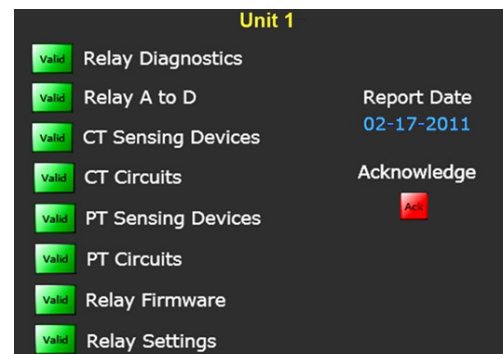 Unit 1
Valid Relay Diagnostics
Valid Relay A to D
Valid CT Sensing Devices
Valid CT Circuits
Valid PT Sensing Devices
Valid PT Circuits
Valid Relay Firmware
Valid Relay Settings
Report Date
02-17-2011
Acknowledge
Ack